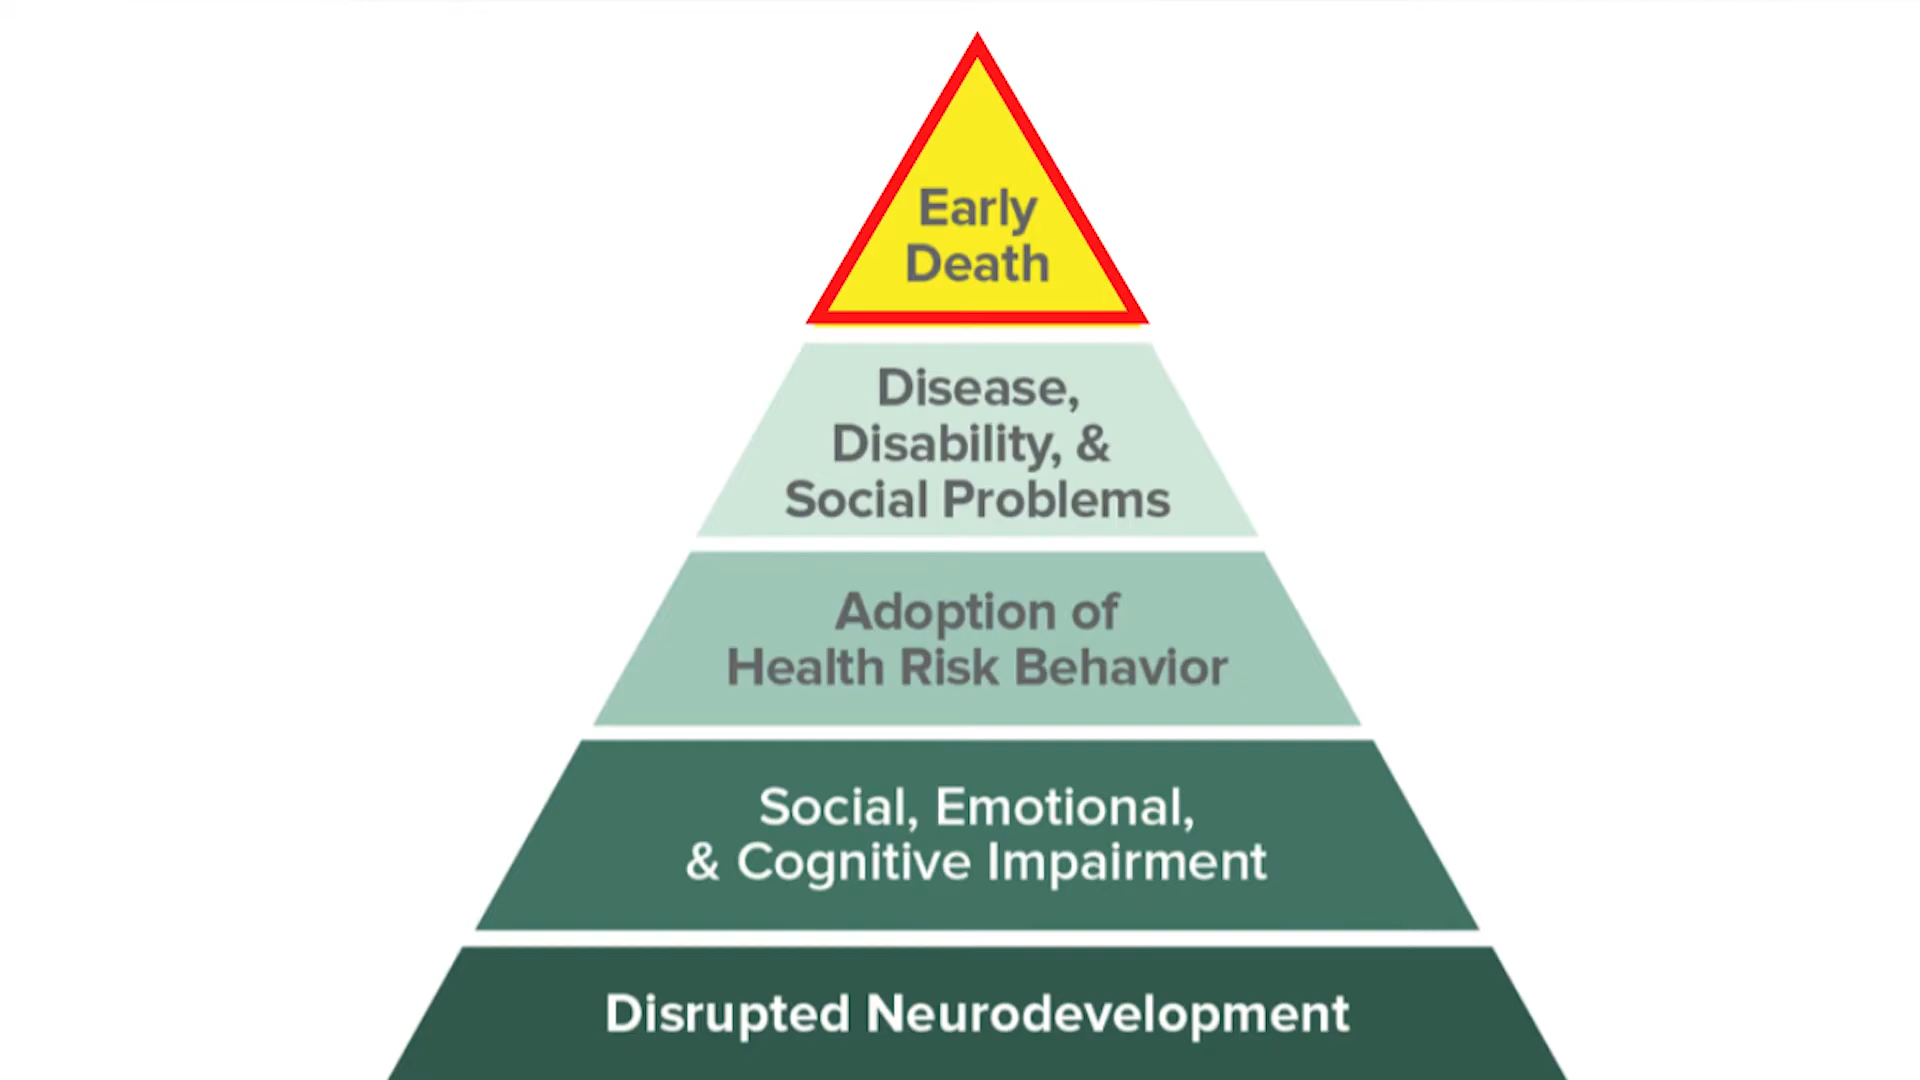 Early
Death
Disease,
Disability, &
Social Problems
Adoption of
Health Risk Behavior
Social, Emotional,
& Cognitive Impairment
Disrupted Neurodevelopment